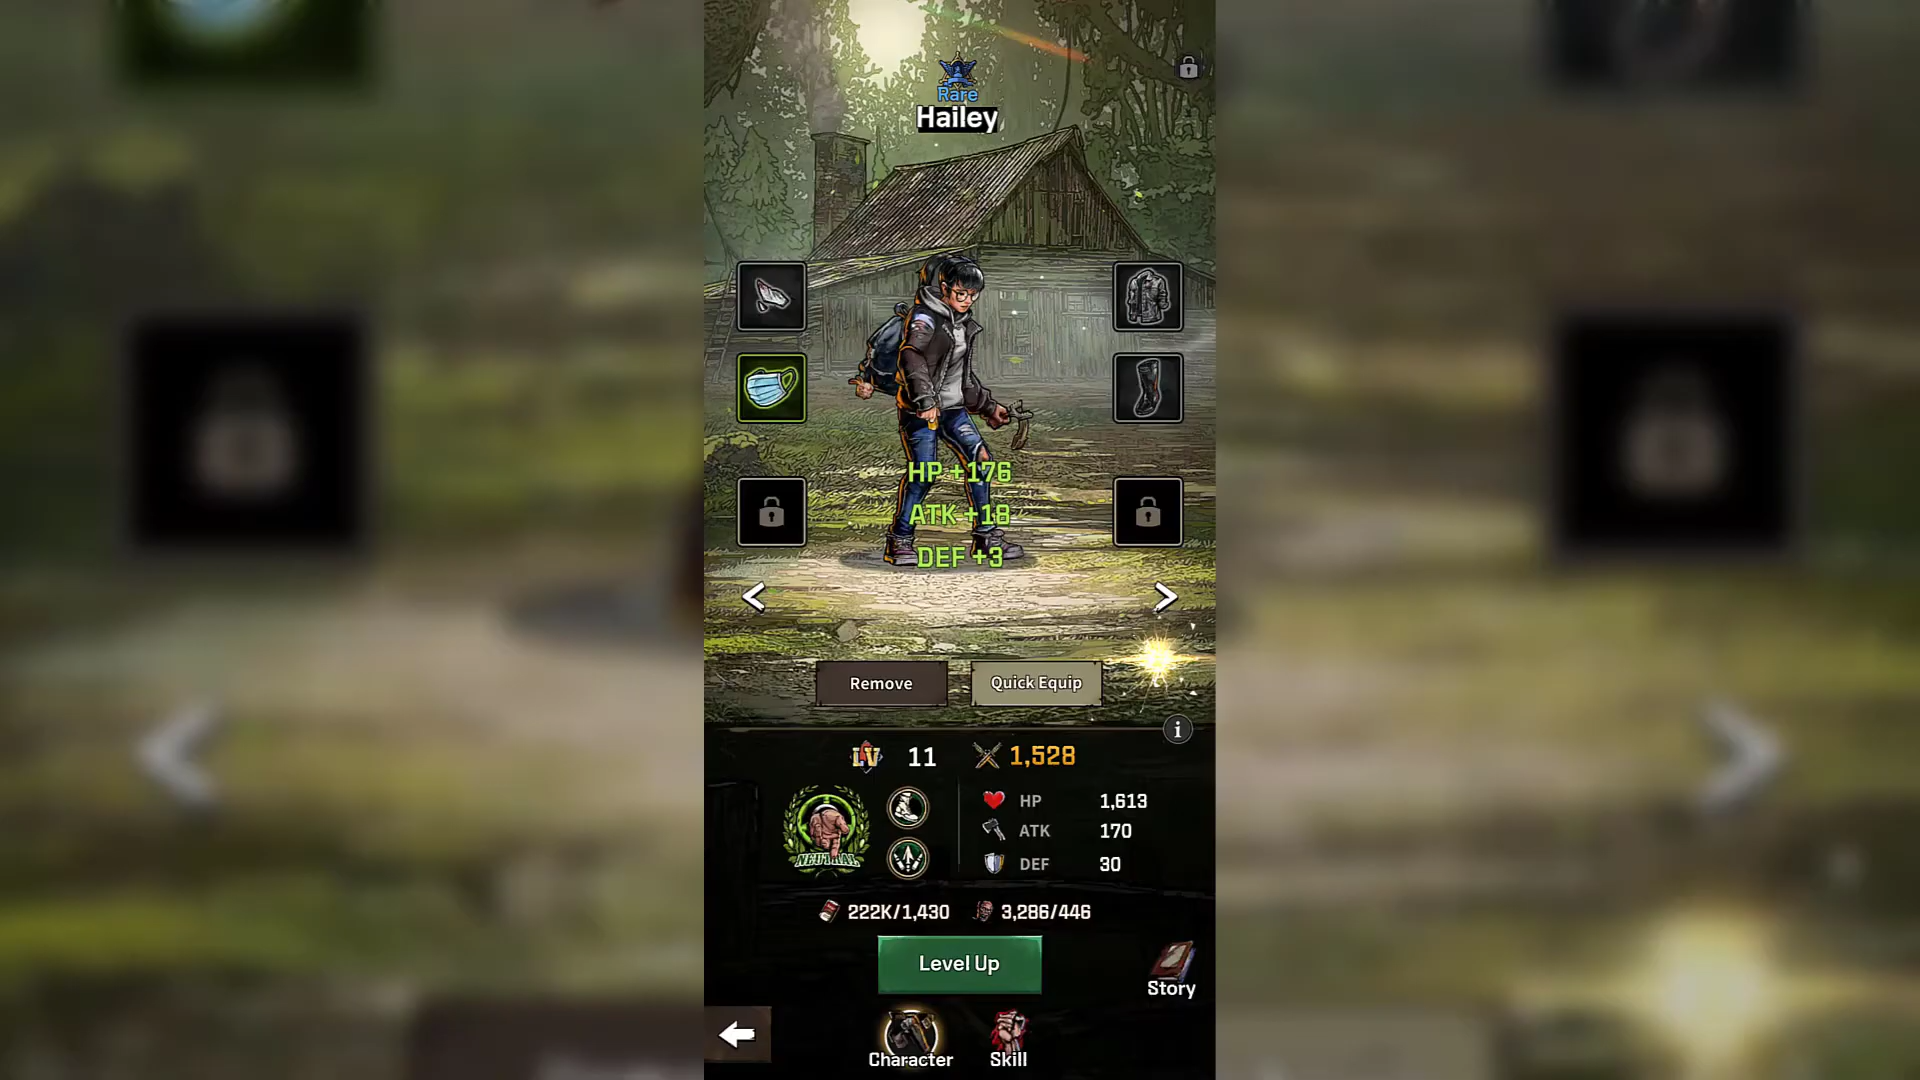 Rare
Hailey
HP +176
ATK +18
DEF +3
Remove
Quick Equip
i
LV 11
1,528
NEUTRAL
HP 1,613
ATK 170
DEF 30
222K/1,430
3,286/446
Level Up
Story
Character
Skill